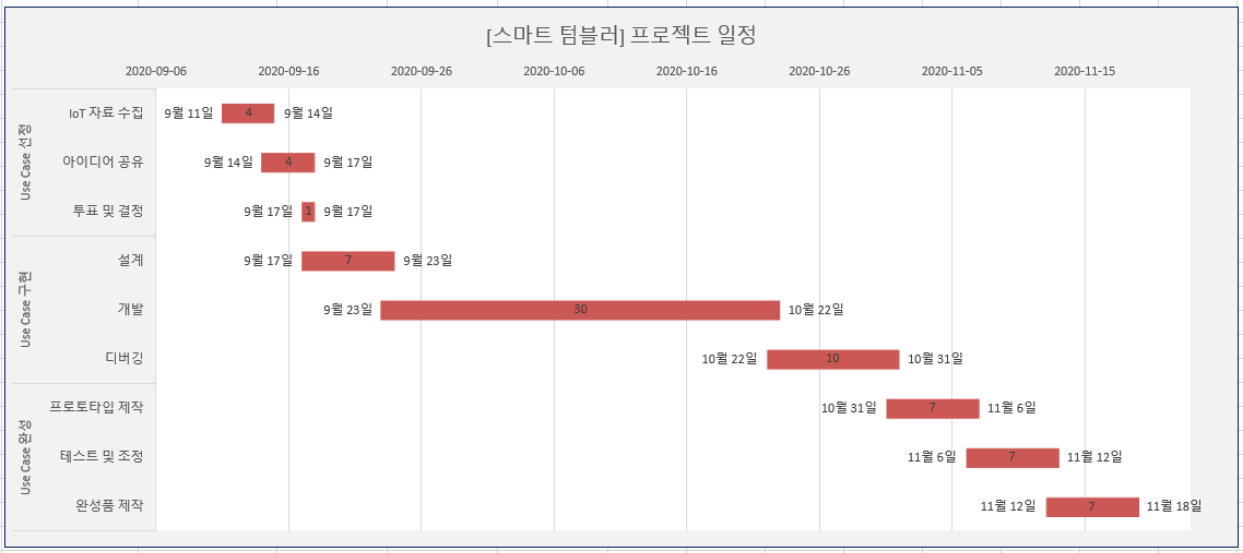 [스마트 텀블러] 프로젝트 일정
2020-09-06 2020-09-16 2020-09-26 2020-10-06 2020-10-16 2020-10-26 2020-11-05 2020-11-15
Use Case 선정
IoT 자료 수집 9월 11일 4 9월 14일
아이디어 공유 9월 14일 4 9월 17일
투표 및 결정 9월 17일 1 9월 17일
Use Case 구현
설계 9월 17일 7 9월 23일
개발 9월 23일 30 10월 22일
디버깅 10월 22일 10 10월 31일
Use Case 완성
프로토타입 제작 10월 31일 7 11월 6일
테스트 및 조정 11월 6일 7 11월 12일
완성품 제작 11월 12일 7 11월 18일